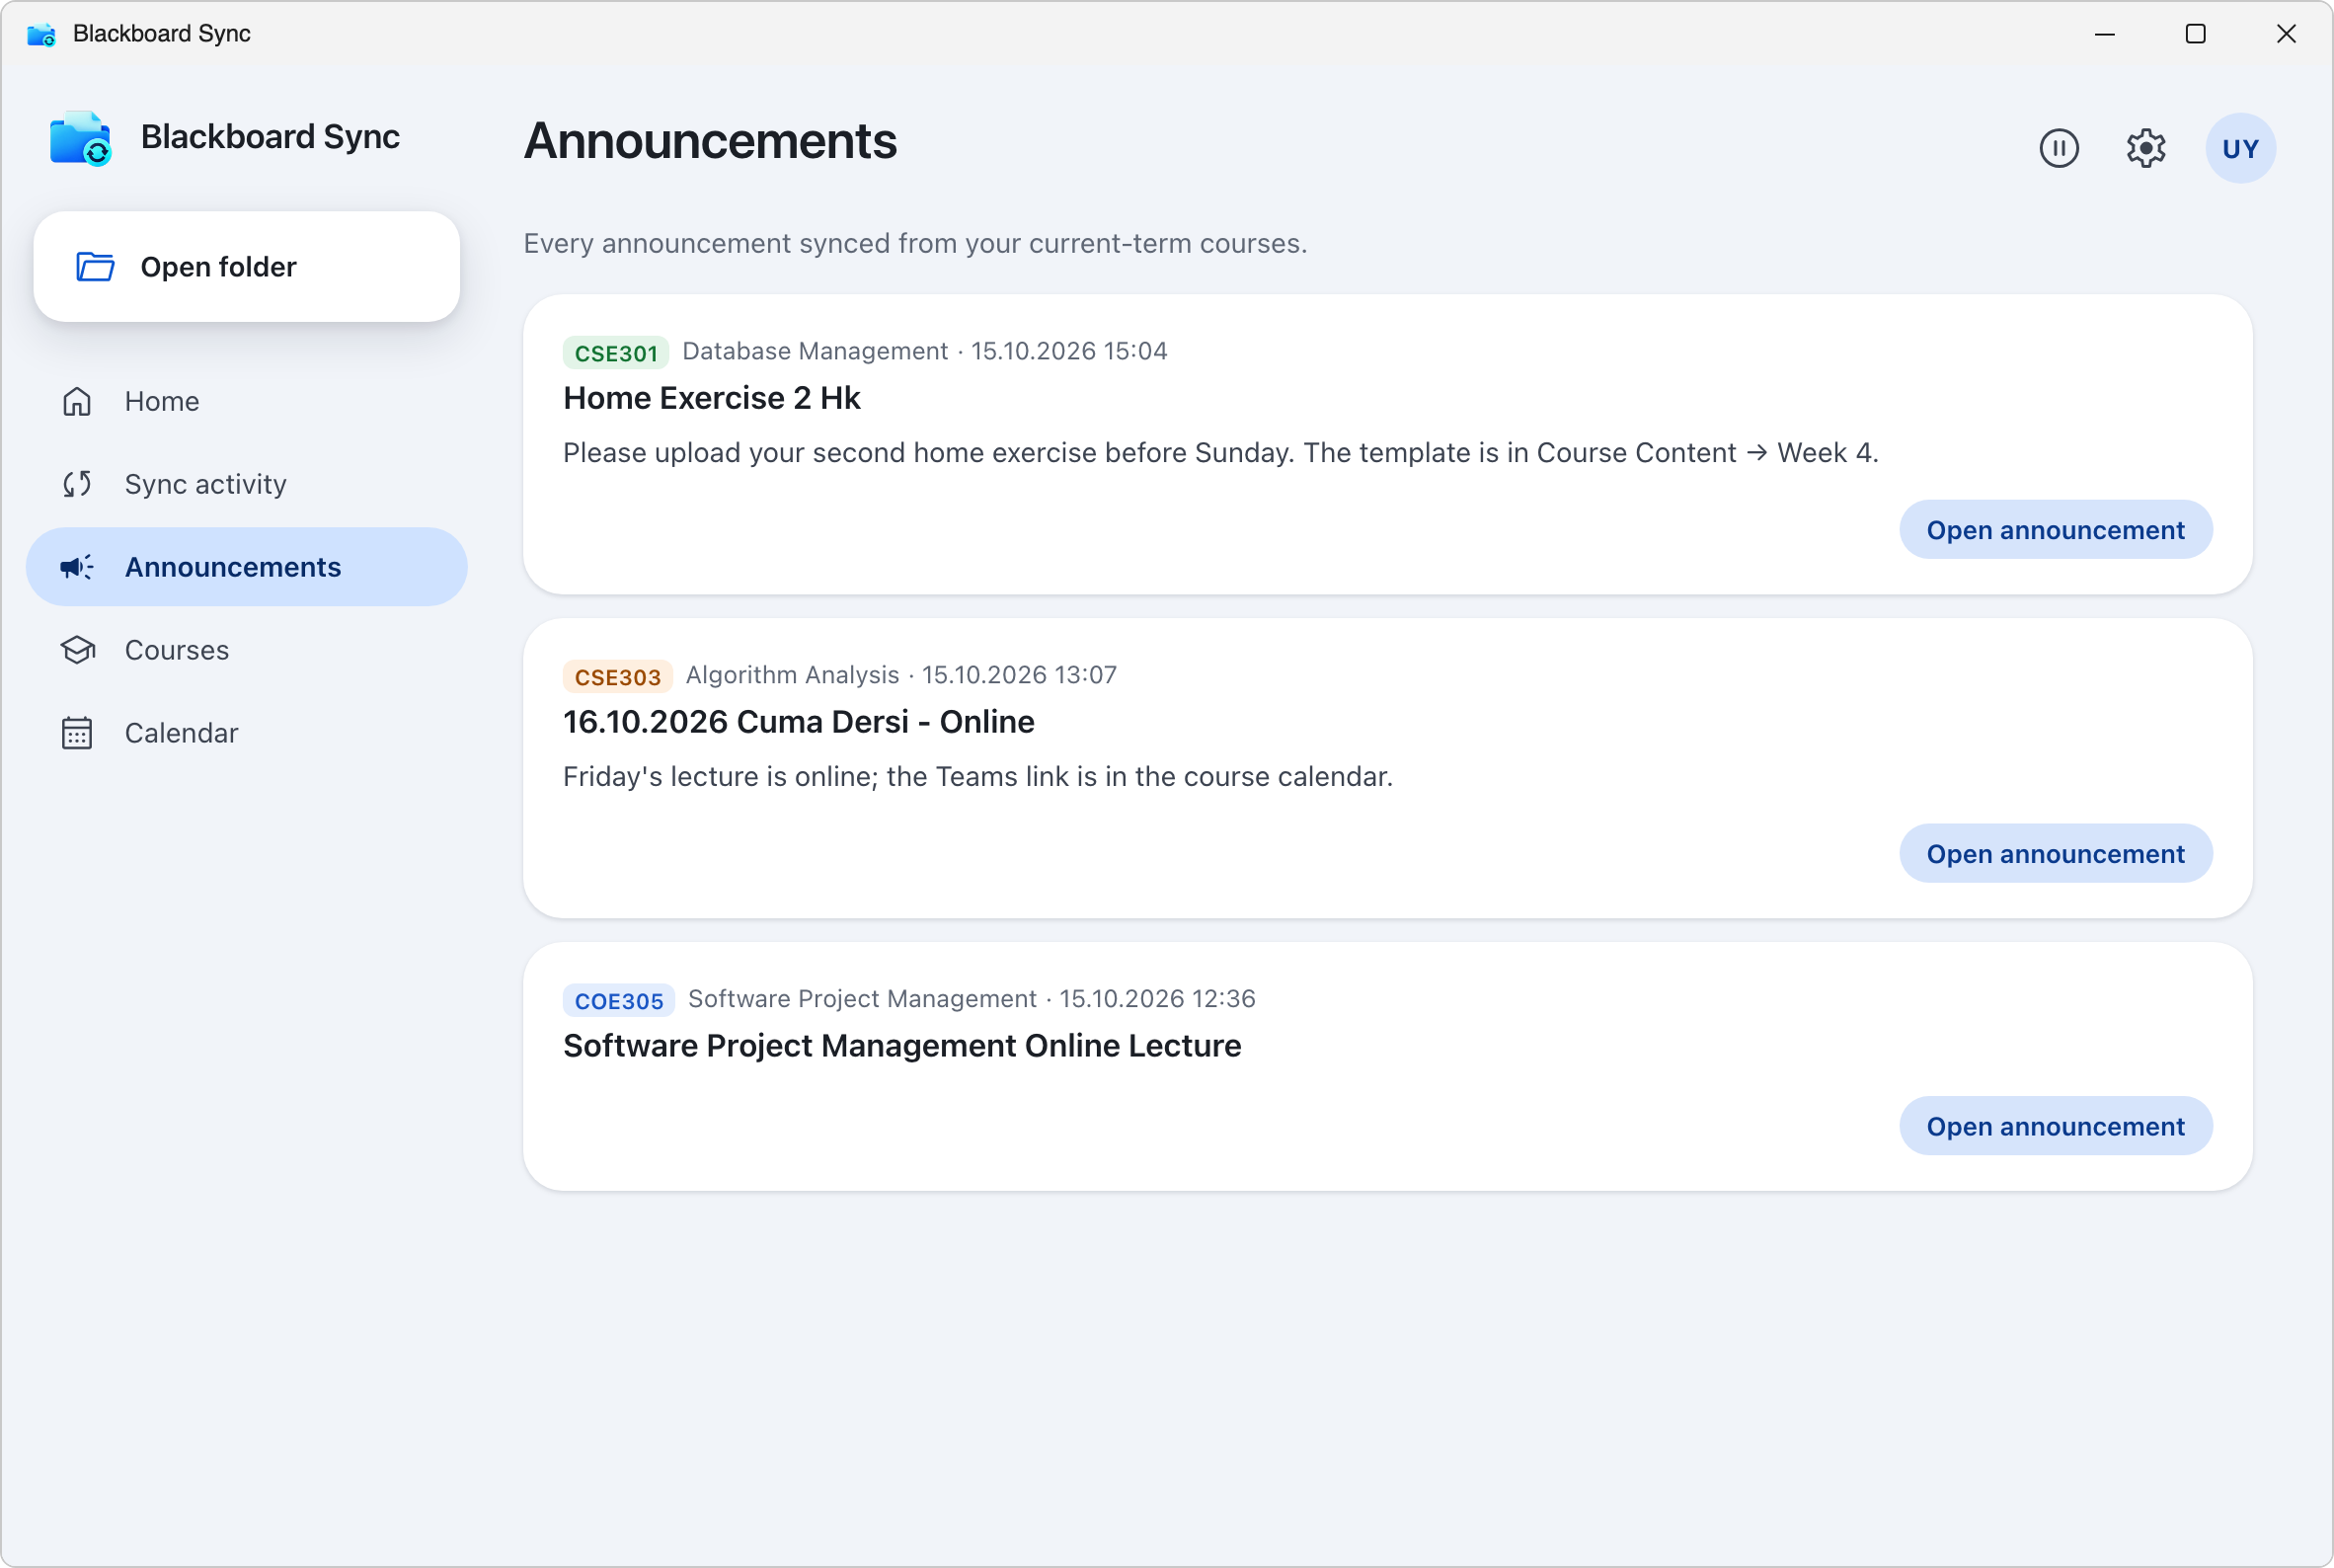 Blackboard Sync
Blackboard Sync
Open folder
Home
Sync activity
Announcements
Courses
Calendar
Announcements
UY
Every announcement synced from your current-term courses.
CSE301 Database Management · 15.10.2026 15:04
Home Exercise 2 Hk
Please upload your second home exercise before Sunday. The template is in Course Content → Week 4.
Open announcement
CSE303 Algorithm Analysis · 15.10.2026 13:07
16.10.2026 Cuma Dersi - Online
Friday's lecture is online; the Teams link is in the course calendar.
Open announcement
COE305 Software Project Management · 15.10.2026 12:36
Software Project Management Online Lecture
Open announcement